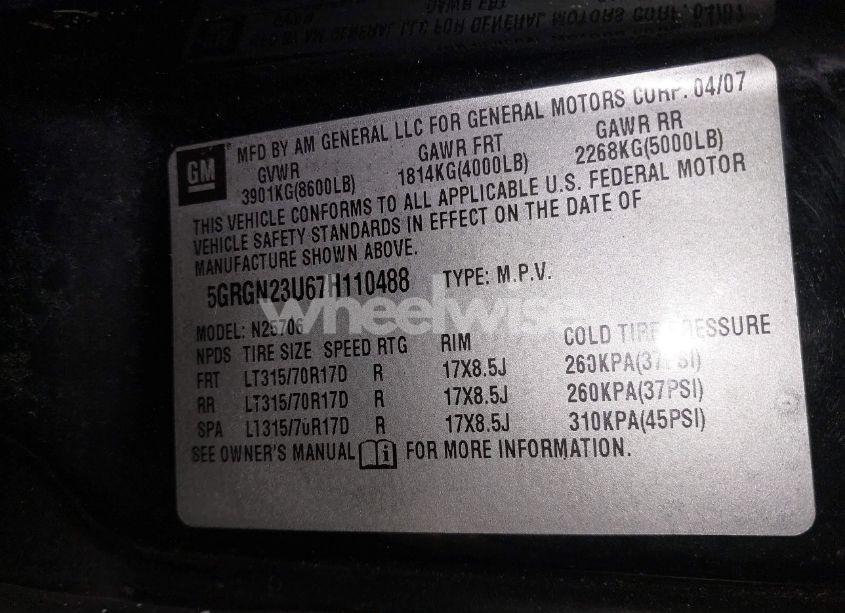 GM
MFD BY AM GENERAL LLC FOR GENERAL MOTORS CORP. 04/07
GVWR GAWR FRT GAWR RR
3901KG(8600LB) 1814KG(4000LB) 2268KG(5000LB)
THIS VEHICLE CONFORMS TO ALL APPLICABLE U.S. FEDERAL MOTOR
VEHICLE SAFETY STANDARDS IN EFFECT ON THE DATE OF
MANUFACTURE SHOWN ABOVE.
5GRGN23U67H110488 TYPE: M.P.V.
wheelwise
MODEL: N25706
NPDS TIRE SIZE SPEED RTG RIM COLD TIRE PRESSURE
FRT LT315/70R17D R 17X8.5J 260KPA(37PSI)
RR LT315/70R17D R 17X8.5J 260KPA(37PSI)
SPA LT315/70R17D R 17X8.5J 310KPA(45PSI)
SEE OWNER'S MANUAL i FOR MORE INFORMATION.